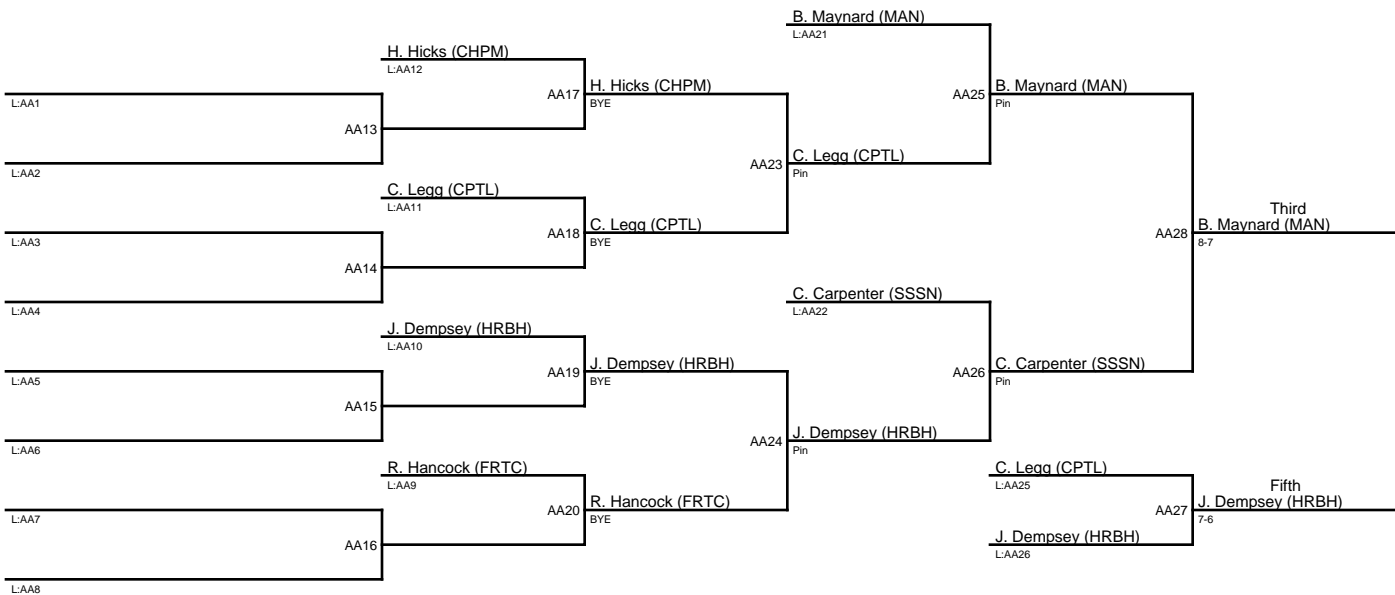 B. Maynard (MAN)
L:AA21
H. Hicks (CHPM)
L:AA12
AA17
H. Hicks (CHPM)
BYE
AA25
B. Maynard (MAN)
Pin
L:AA1
AA13
L:AA2
AA23
C. Legg (CPTL)
Pin
C. Legg (CPTL)
L:AA11
AA18
C. Legg (CPTL)
BYE
L:AA3
AA14
L:AA4
AA28
Third
B. Maynard (MAN)
8-7
C. Carpenter (SSSN)
L:AA22
J. Dempsey (HRBH)
L:AA10
AA19
J. Dempsey (HRBH)
BYE
AA26
C. Carpenter (SSSN)
Pin
L:AA5
AA15
L:AA6
AA24
J. Dempsey (HRBH)
Pin
R. Hancock (FRTC)
L:AA9
AA20
R. Hancock (FRTC)
BYE
C. Legg (CPTL)
L:AA25
AA27
Fifth
J. Dempsey (HRBH)
7-6
J. Dempsey (HRBH)
L:AA26
L:AA7
AA16
L:AA8